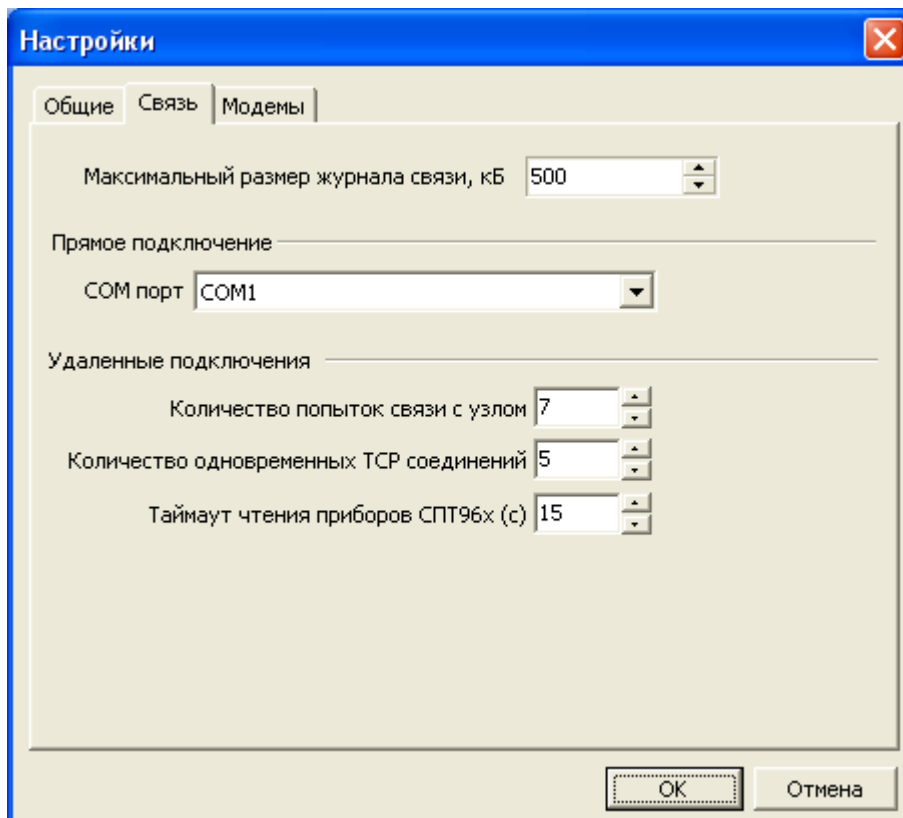 Настройки
Общие Связь Модемы
Максимальный размер журнала связи, кБ 500
Прямое подключение
COM порт COM1
Удаленные подключения
Количество попыток связи с узлом 7
Количество одновременных TCP соединений 5
Таймаут чтения приборов СПТ96х (с) 15
OK Отмена